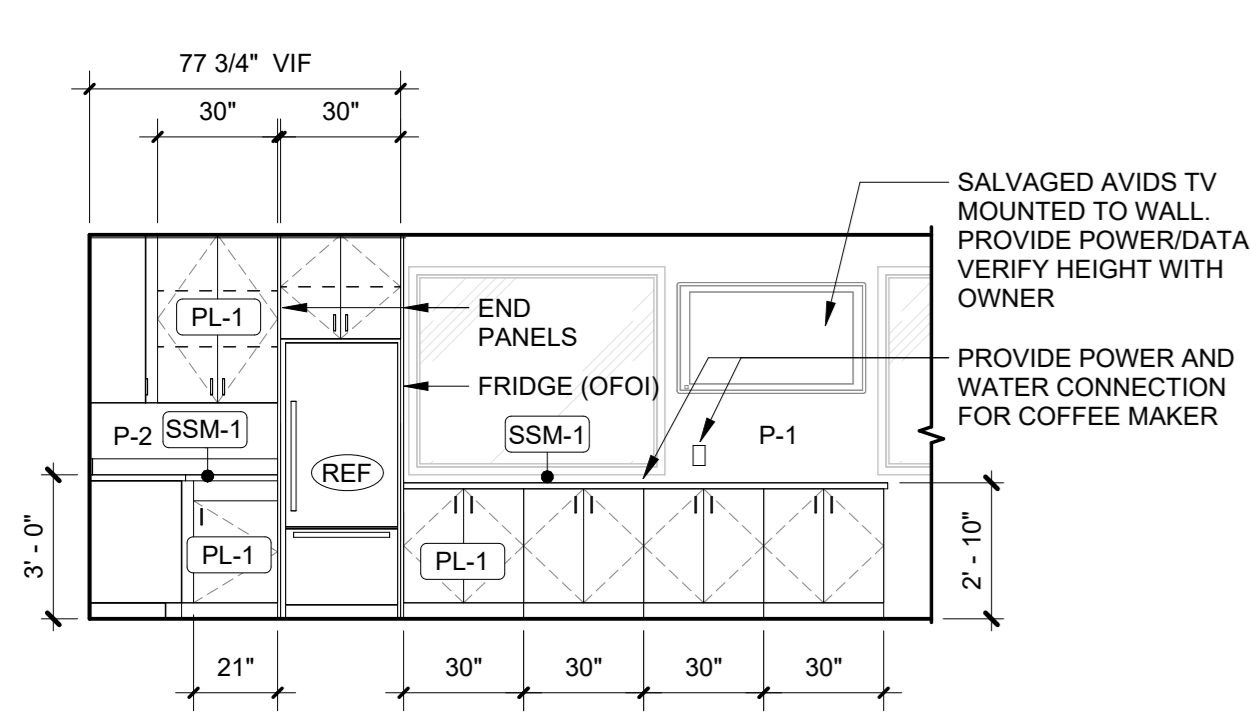 77 3/4" VIF
30"
30"
SALVAGED AVIDS TV
MOUNTED TO WALL.
PROVIDE POWER/DATA
VERIFY HEIGHT WITH
OWNER
PL-1
END
PANELS
PROVIDE POWER AND
WATER CONNECTION
FOR COFFEE MAKER
FRIDGE (OFOI)
P-2
SSM-1
SSM-1
P-1
REF
3' - 0"
PL-1
PL-1
2' - 10"
21"
30"
30"
30"
30"